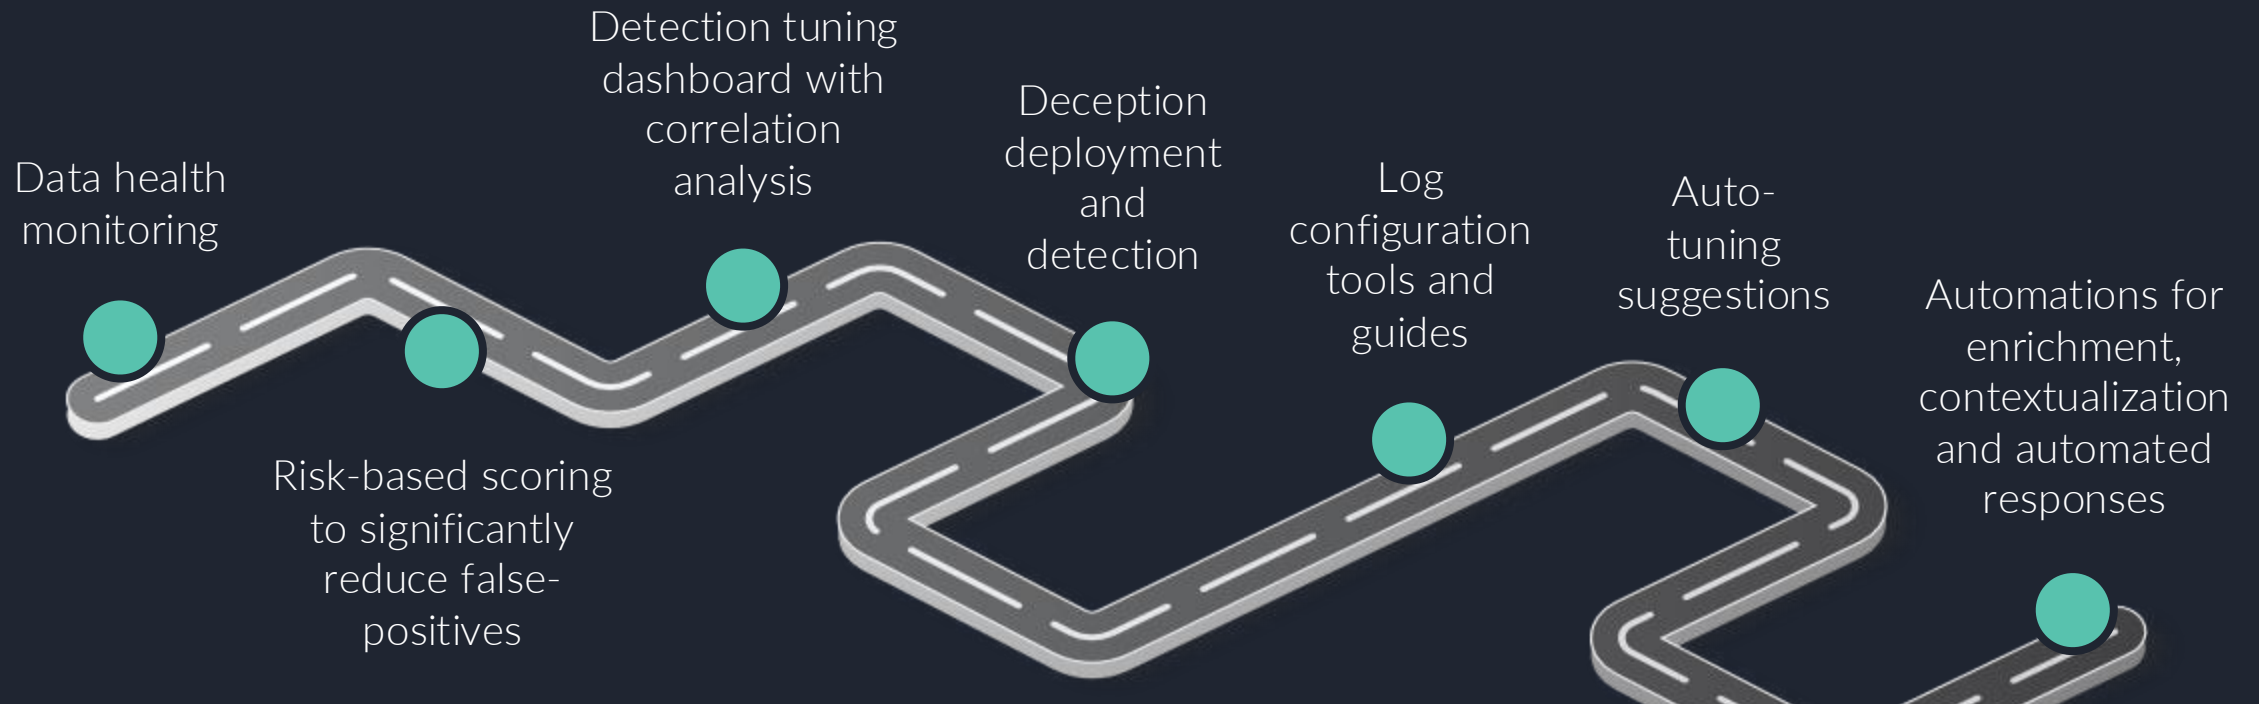 Data health
monitoring
Risk-based scoring
to significantly
reduce false-
positives
Detection tuning
dashboard with
correlation
analysis
Deception
deployment
and
detection
Log
configuration
tools and
guides
Auto-
tuning
suggestions
Automations for
enrichment,
contextualization
and automated
responses